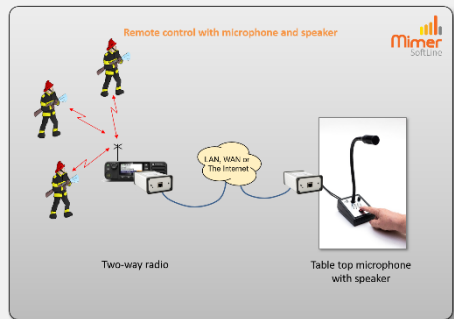 Remote control with microphone and speaker
Mimer
SoftLine
LAN, WAN or
The Internet
Two-way radio
Table top microphone
with speaker